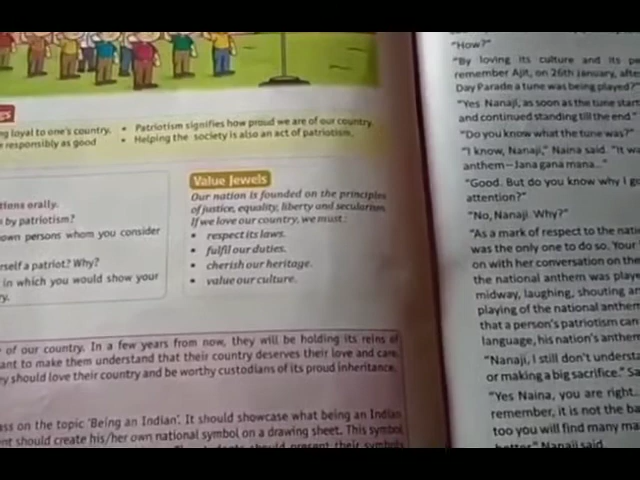 gs
ng loyal to one's country.
responsibly as good
• Patriotism signifies how proud we are of our country.
• Helping the society is also an act of patriotism.
tions orally.
by patriotism?
own persons whom you consider
rself a patriot? Why?
in which you would show your
ry.
Value Jewels
Our nation is founded on the principles
of justice, equality, liberty and secularism.
If we love our country, we must:
• respect its laws.
• fulfil our duties.
• cherish our heritage.
• value our culture.
of our country. In a few years from now, they will be holding its reins of
ant to make them understand that their country deserves their love and care.
ey should love their country and be worthy custodians of its proud inheritance.
ass on the topic 'Being an Indian'. It should showcase what being an Indian
ent should create his/her own national symbol on a drawing sheet. This symbol
students should present their symbols
"How?"
"By loving its culture and its pe
remember Ajit, on 26th January, afte
Day Parade a tune was being played?"
"Yes Nanaji, as soon as the tune start
and continued standing till the end."
"Do you know what the tune was?"
"I know, Nanaji," Naina said. "It wa
anthem—Jana gana mana..."
"Good. But do you know why I go
attention?"
"No, Nanaji. Why?"
"As a mark of respect to the natio
was the only one to do so. Your
on with her conversation on the
the national anthem was playe
midway, laughing, shouting an
playing of the national anthem
that a person's patriotism can
language, his nation's anthem
"Nanaji, I still don't understa
or making a big sacrifice." Sa
"Yes Naina, you are right.
remember, it is not the ba
too you will find many ma
better" Nanaji said.